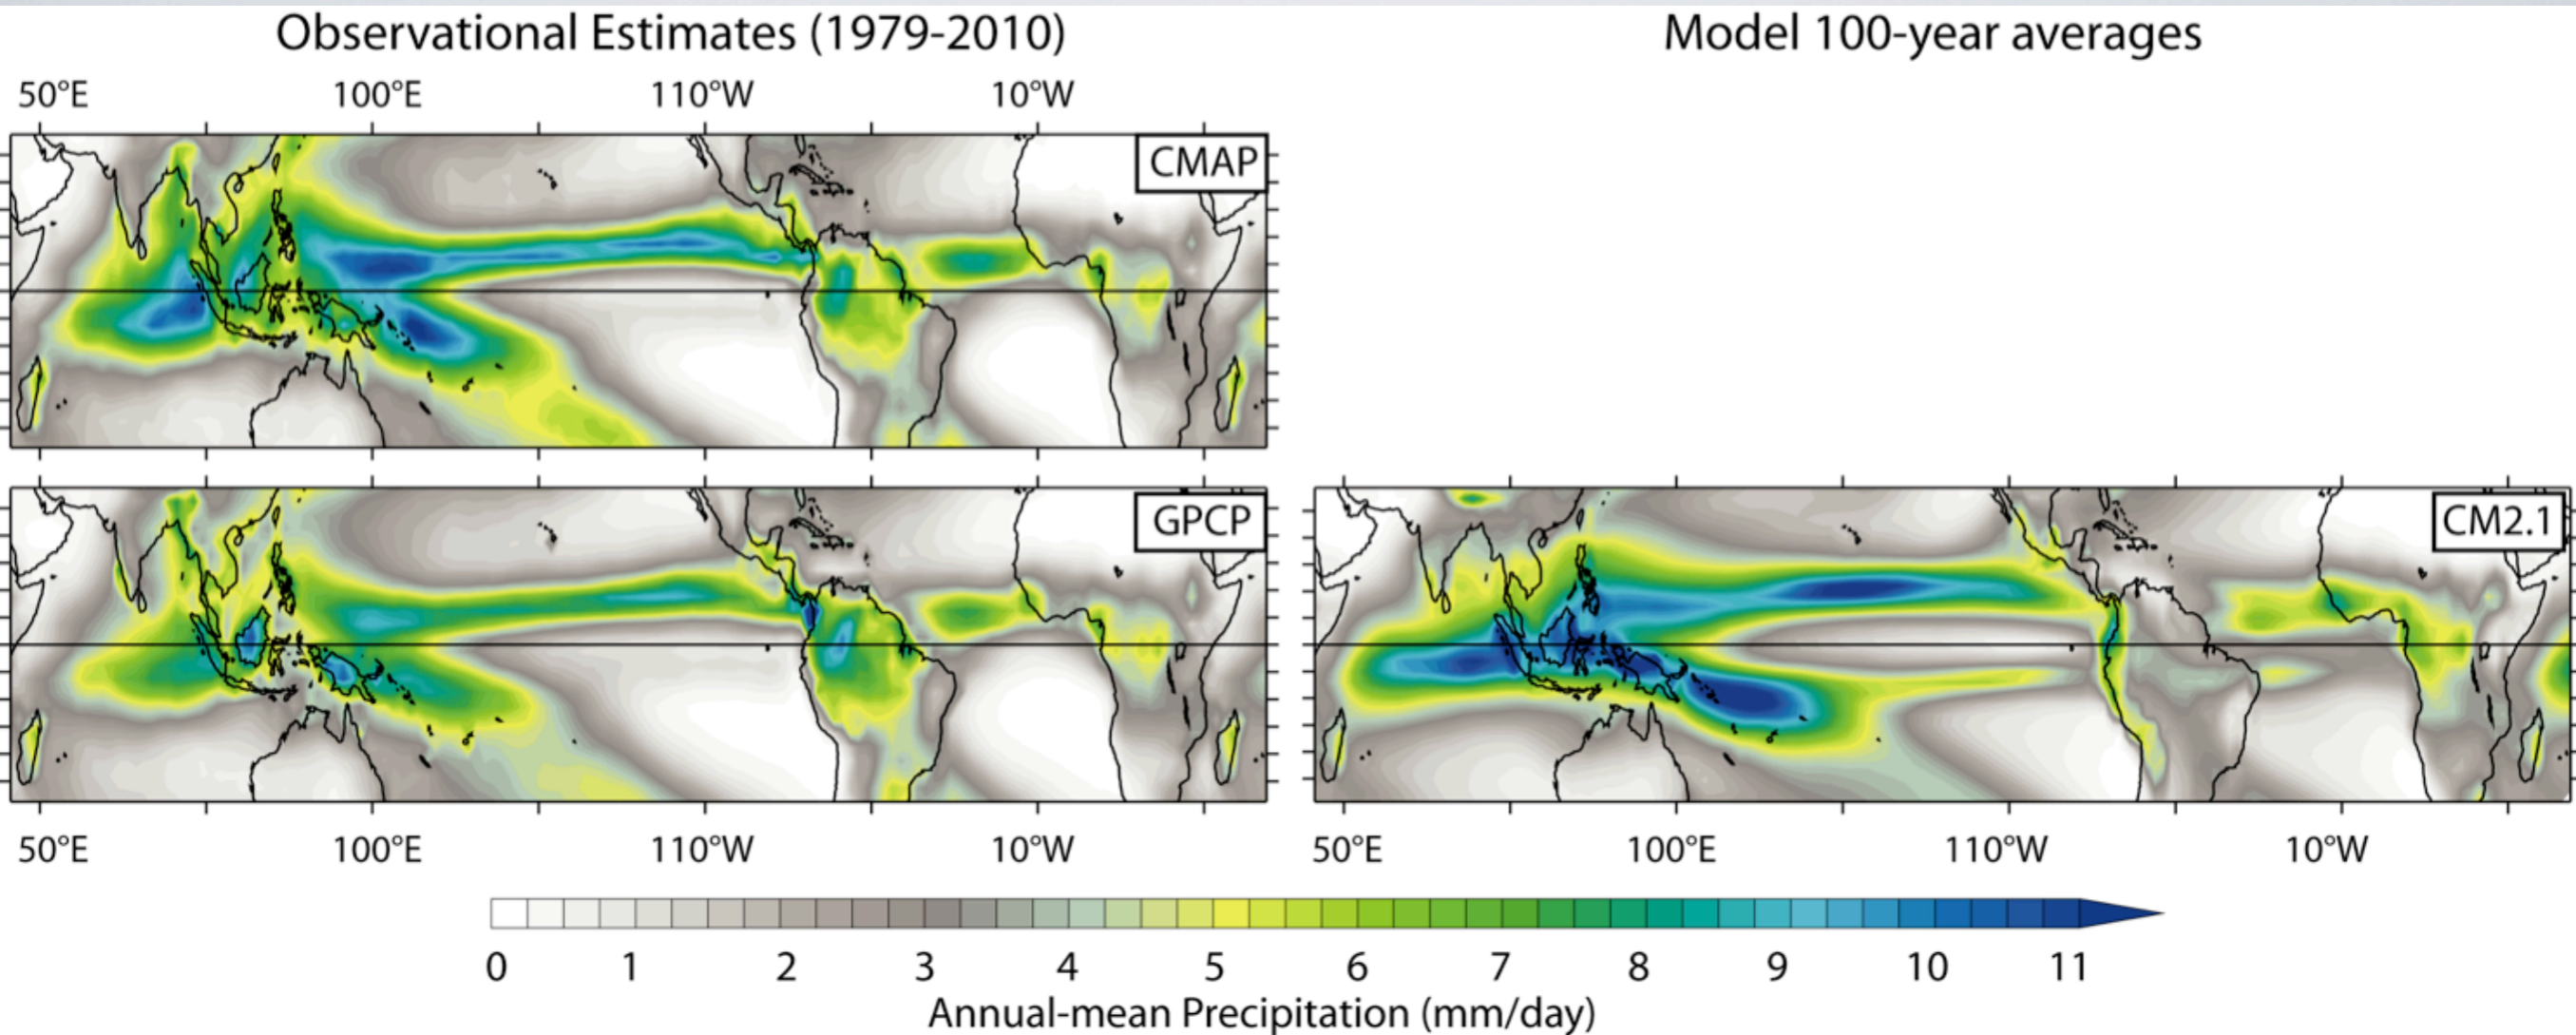 Observational Estimates (1979-2010)
Model 100-year averages
50°E 100°E 110°W 10°W
CMAP
GPCP
CM2.1
50°E 100°E 110°W 10°W
50°E 100°E 110°W 10°W
0 1 2 3 4 5 6 7 8 9 10 11
Annual-mean Precipitation (mm/day)